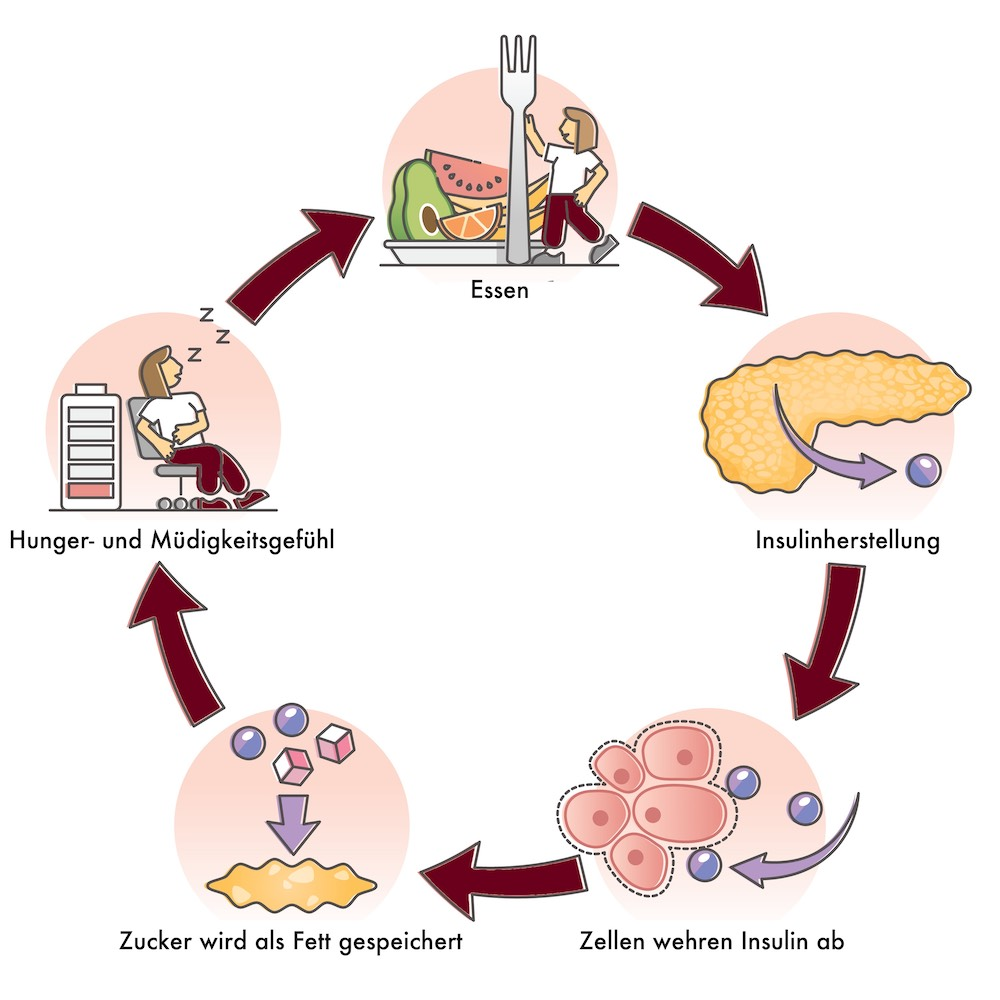 Essen
Insulinherstellung
Zellen wehren Insulin ab
Zucker wird als Fett gespeichert
Hunger- und Müdigkeitsgefühl
z
z
z